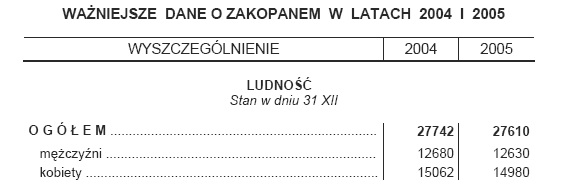 WAŻNIEJSZE DANE O ZAKOPANEM W LATACH 2004 I 2005
WYSZCZEGÓLNIENIE 2004 2005
LUDNOŚĆ
Stan w dniu 31 XII
O G Ó Ł E M ........................................................................ 27742 27610
mężczyźni ......................................................................... 12680 12630
kobiety .............................................................................. 15062 14980